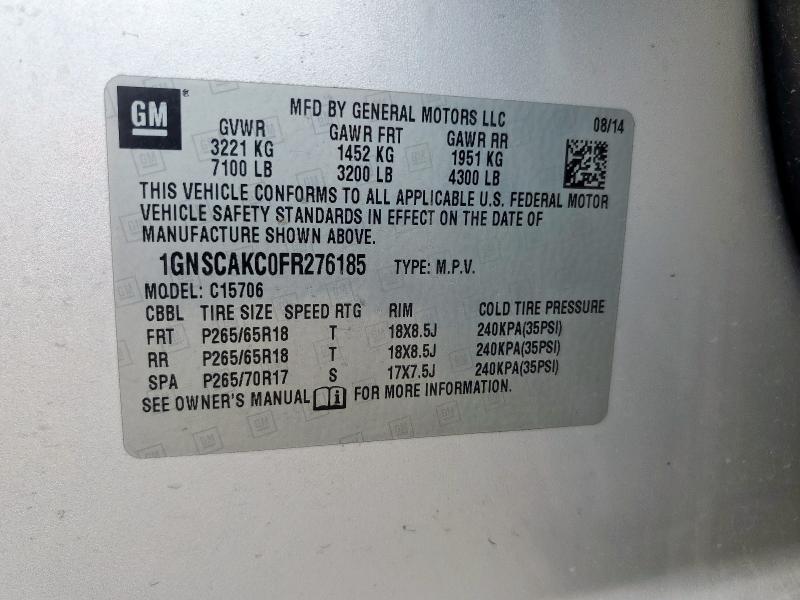 GM
MFD BY GENERAL MOTORS LLC
08/14
GVWR GAWR FRT GAWR RR
3221 KG 1452 KG 1951 KG
7100 LB 3200 LB 4300 LB
THIS VEHICLE CONFORMS TO ALL APPLICABLE U.S. FEDERAL MOTOR
VEHICLE SAFETY STANDARDS IN EFFECT ON THE DATE OF
MANUFACTURE SHOWN ABOVE.
1GNSCAKC0FR276185 TYPE: M.P.V.
MODEL: C15706
CBBL TIRE SIZE SPEED RTG RIM COLD TIRE PRESSURE
FRT P265/65R18 T 18X8.5J 240KPA(35PSI)
RR P265/65R18 T 18X8.5J 240KPA(35PSI)
SPA P265/70R17 S 17X7.5J 240KPA(35PSI)
SEE OWNER'S MANUAL i FOR MORE INFORMATION.